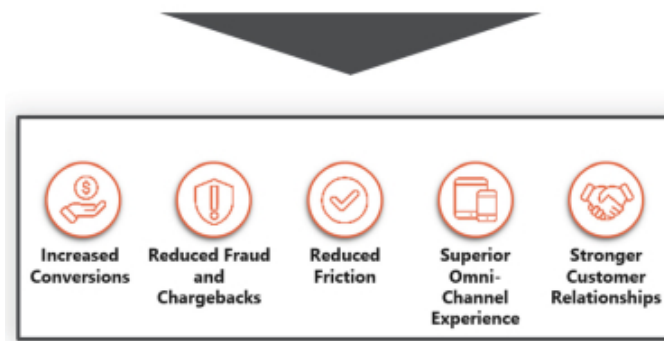 Increased
Conversions
Reduced Fraud
and
Chargebacks
Reduced
Friction
Superior
Omni-
Channel
Experience
Stronger
Customer
Relationships